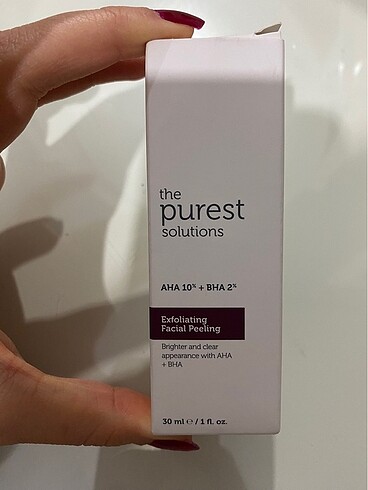 the
purest
solutions
AHA 10% + BHA 2%
Exfoliating
Facial Peeling
Brighter and clear
appearance with AHA
+ BHA
30 ml ℮ / 1 fl. oz.